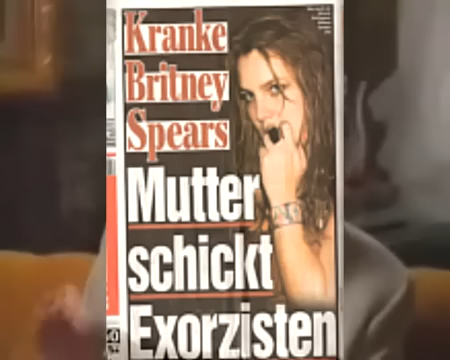 Kranke
Britney
Spears
Mutter
schickt
Exorzisten